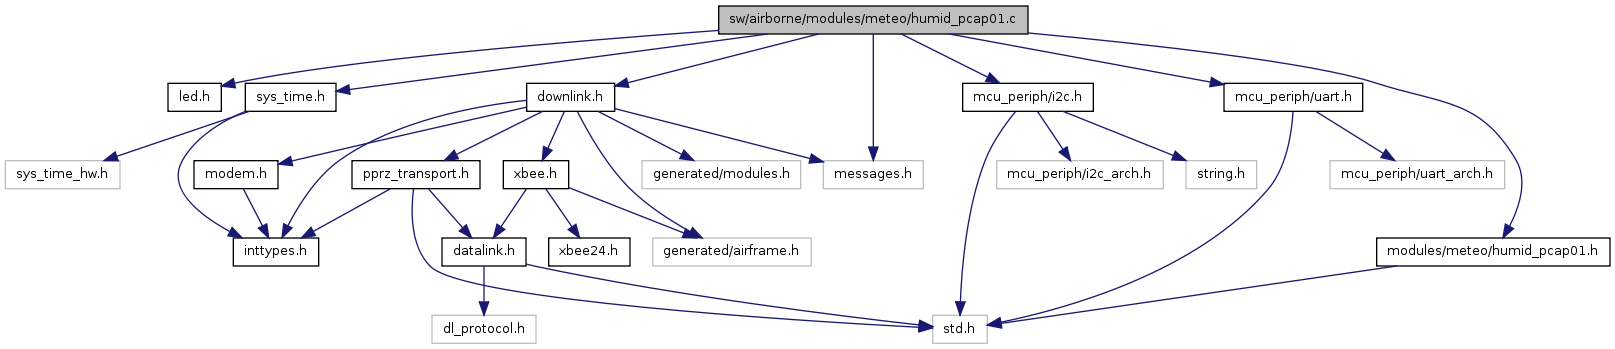 sw/airborne/modules/meteo/humid_pcap01.c
led.h
sys_time.h
downlink.h
mcu_periph/i2c.h
mcu_periph/uart.h
sys_time_hw.h
modem.h
pprz_transport.h
xbee.h
generated/modules.h
messages.h
mcu_periph/i2c_arch.h
string.h
mcu_periph/uart_arch.h
inttypes.h
datalink.h
xbee24.h
generated/airframe.h
modules/meteo/humid_pcap01.h
dl_protocol.h
std.h